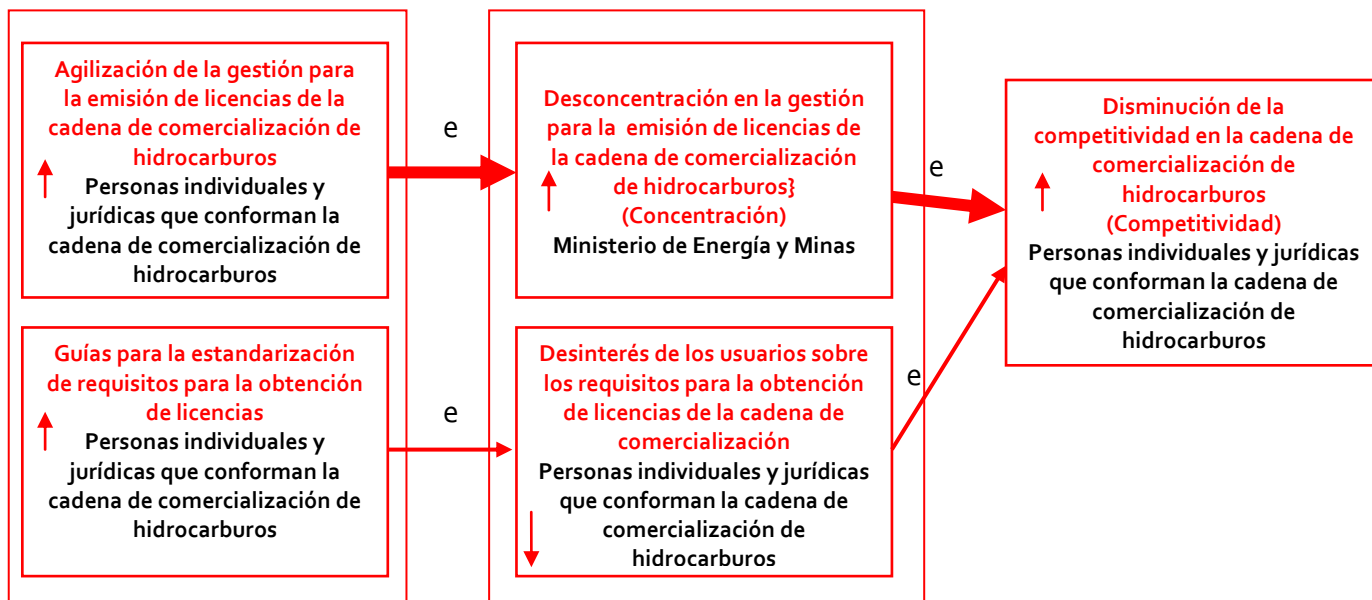 Agilización de la gestión para
la emisión de licencias de la
cadena de comercialización de
hidrocarburos
Personas individuales y
jurídicas que conforman la
cadena de comercialización de
hidrocarburos
e
Desconcentración en la gestión
para la  emisión de licencias de
la cadena de comercialización
de hidrocarburos}
(Concentración)
Ministerio de Energía y Minas
e
Disminución de la
competitividad en la cadena de
comercialización de
hidrocarburos
(Competitividad)
Personas individuales y jurídicas
que conforman la cadena de
comercialización de
hidrocarburos
Guías para la estandarización
de requisitos para la obtención
de licencias
Personas individuales y
jurídicas que conforman la
cadena de comercialización de
hidrocarburos
e
Desinterés de los usuarios sobre
los requisitos para la obtención
de licencias de la cadena de
comercialización
Personas individuales y jurídicas
que conforman la cadena de
comercialización de
hidrocarburos
e